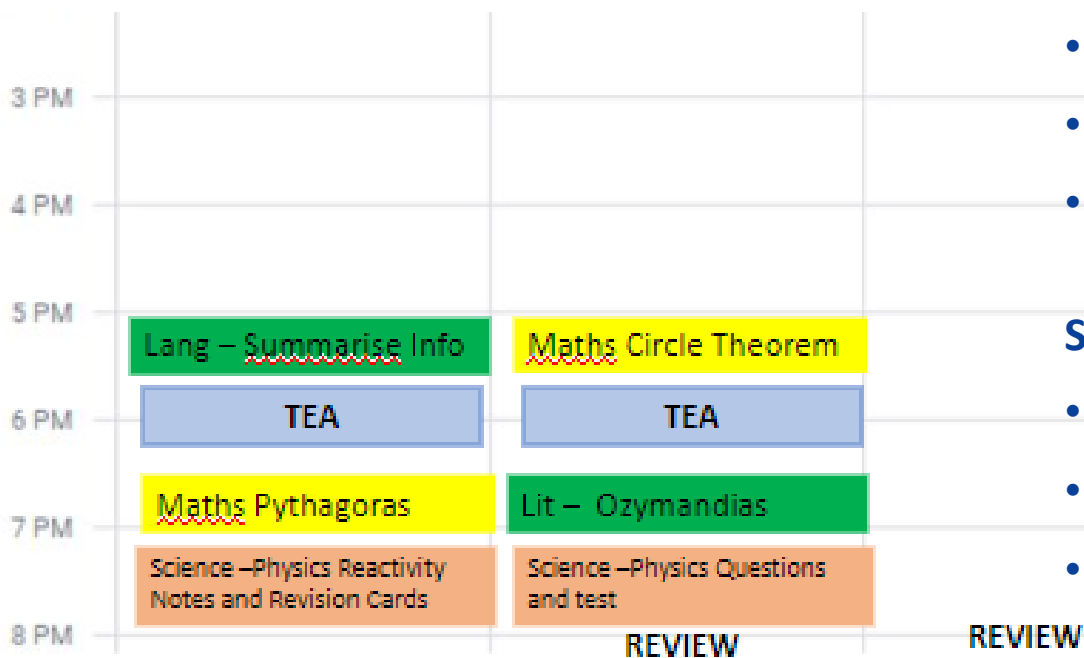 3 PM
4 PM
5 PM
Lang – Summarise Info
Maths Circle Theorem
S
TEA
TEA
6 PM
Maths Pythagoras
Lit – Ozymandias
7 PM
Science –Physics Reactivity
Notes and Revision Cards
Science –Physics Questions
and test
8 PM
REVIEW
REVIEW